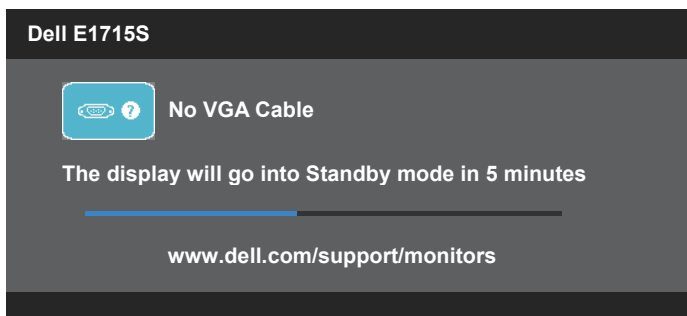 Dell E1715S
No VGA Cable
The display will go into Standby mode in 5 minutes
www.dell.com/support/monitors